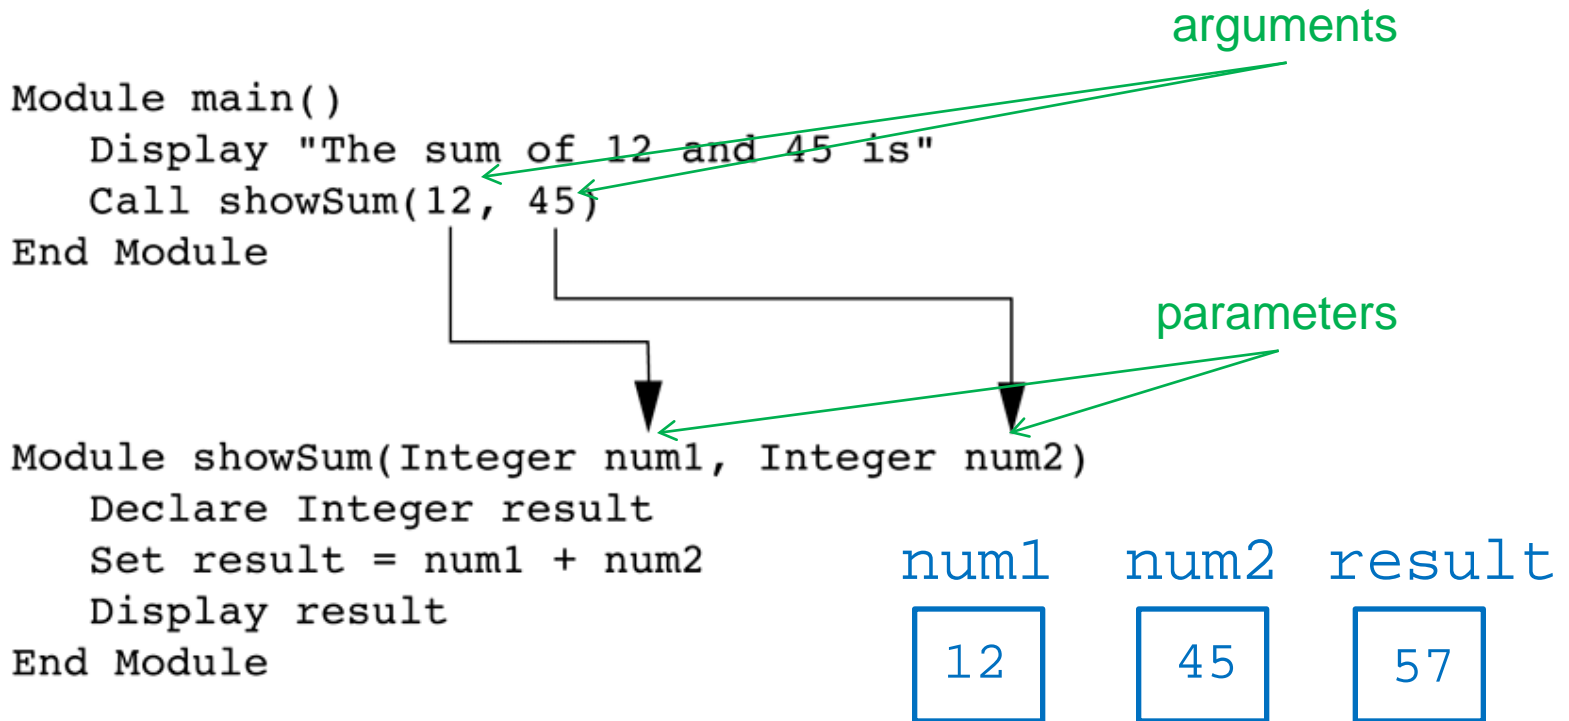 arguments
Module main()
Display "The sum of 12 and 45 is"
Call showSum(12, 45)
End Module
parameters
Module showSum(Integer num1, Integer num2)
Declare Integer result
Set result = num1 + num2
Display result
End Module
num1 num2 result
12 45 57